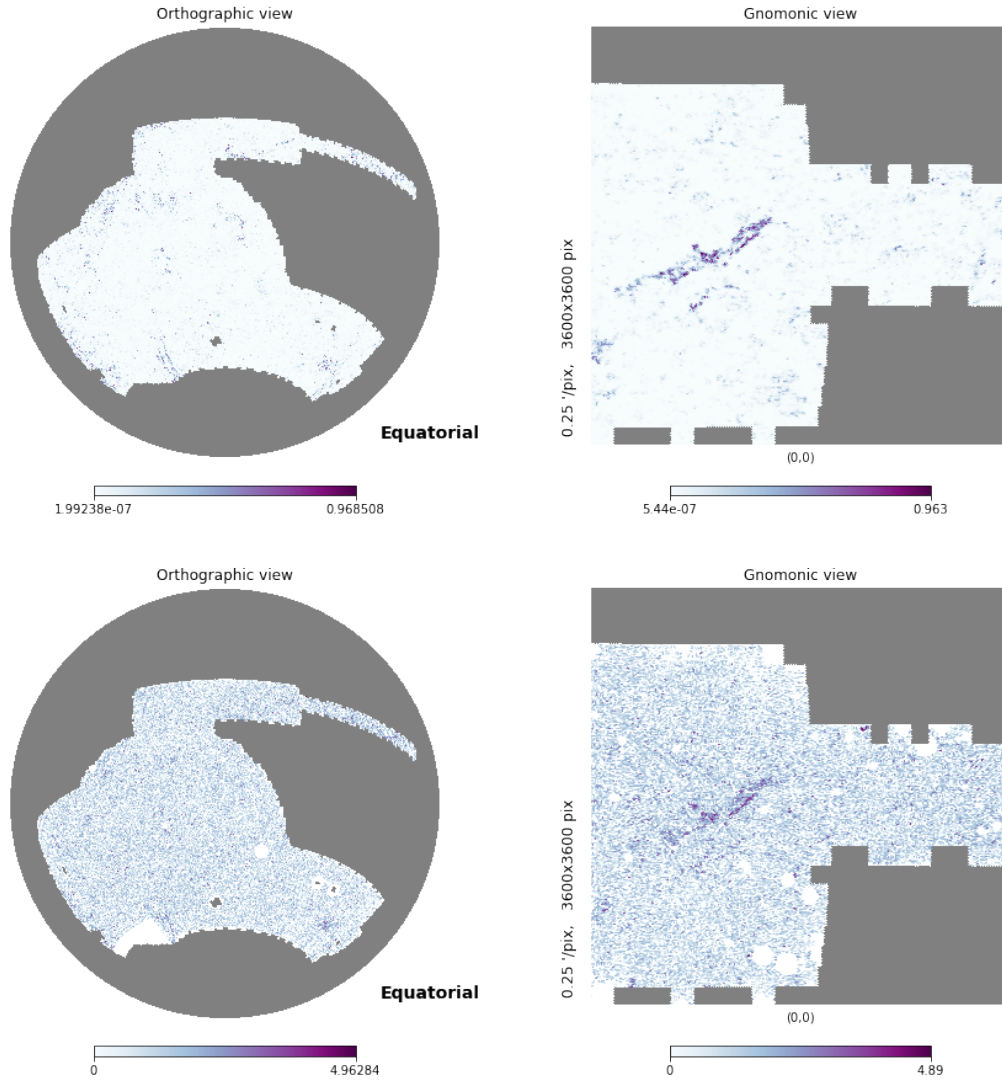 Orthographic view
Gnomonic view
0.25 '/pix,   3600x3600 pix
Equatorial
(0,0)
1.99238e-07
0.968508
5.44e-07
0.963
Orthographic view
Gnomonic view
0.25 '/pix,   3600x3600 pix
Equatorial
(0,0)
0
4.96284
0
4.89